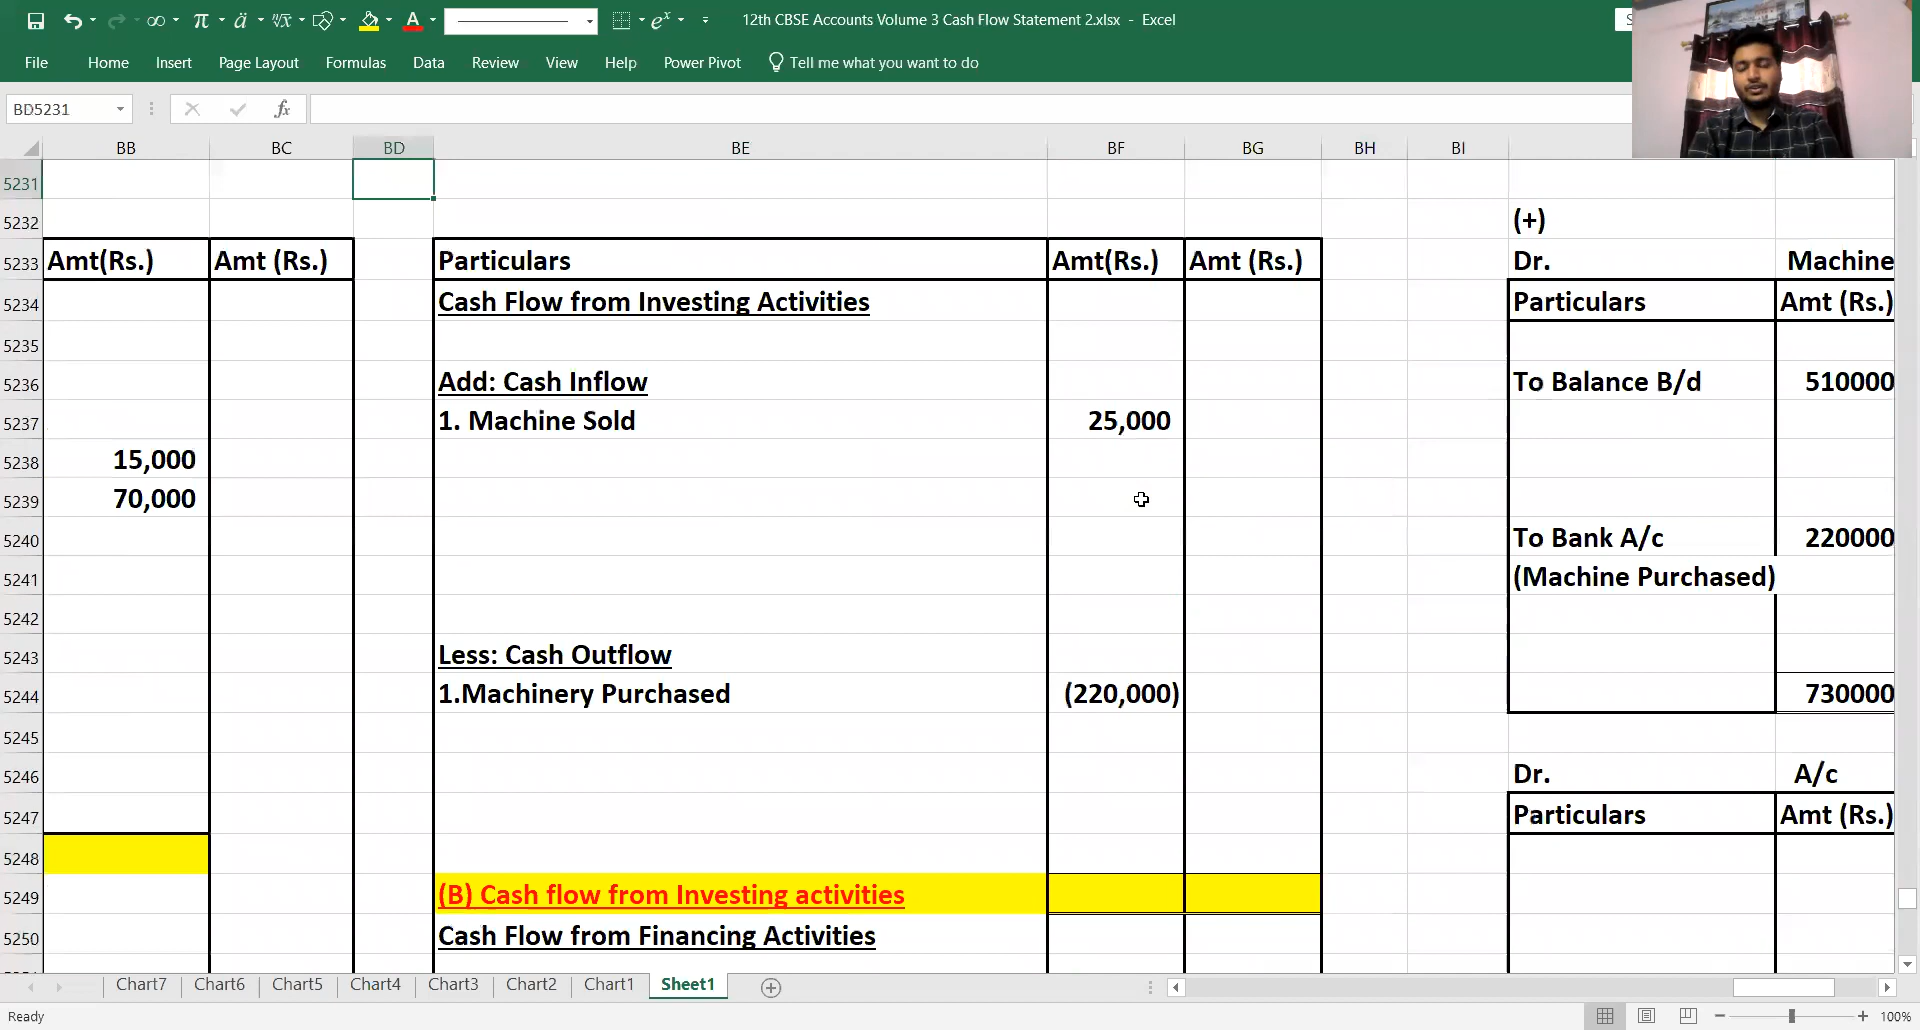 12th CBSE Accounts Volume 3 Cash Flow Statement 2.xlsx - Excel
File Home Insert Page Layout Formulas Data Review View Help Power Pivot Tell me what you want to do
BD5231 fx
BB BC BD BE BF BG BH BI
5231
5232 (+)
5233 Amt(Rs.) Amt (Rs.) Particulars Amt(Rs.) Amt (Rs.) Dr. Machine
5234 Cash Flow from Investing Activities Particulars Amt (Rs.)
5235
5236 Add: Cash Inflow To Balance B/d 510000
5237 1. Machine Sold 25,000
5238 15,000
5239 70,000
5240 To Bank A/c 220000
5241 (Machine Purchased)
5242
5243 Less: Cash Outflow
5244 1.Machinery Purchased (220,000) 730000
5245
5246 Dr. A/c
5247 Particulars Amt (Rs.)
5248
5249 (B) Cash flow from Investing activities
5250 Cash Flow from Financing Activities
Chart7 Chart6 Chart5 Chart4 Chart3 Chart2 Chart1 Sheet1
Ready 100%